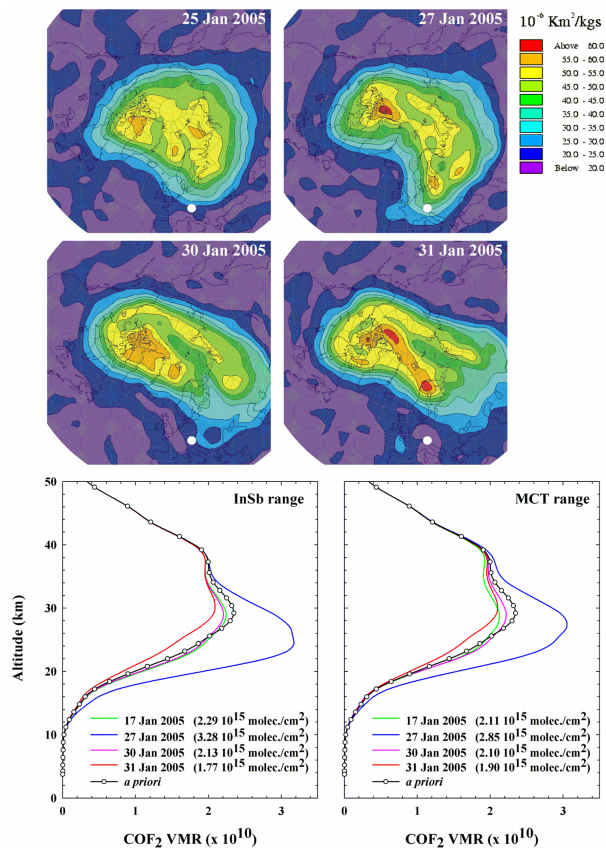 25 Jan 2005
27 Jan 2005
10⁻⁶ Km²/kgs
Above 60.0
55.0 - 60.0
50.0 - 55.0
45.0 - 50.0
40.0 - 45.0
35.0 - 40.0
30.0 - 35.0
25.0 - 30.0
20.0 - 25.0
Below 20.0
30 Jan 2005
31 Jan 2005
50
40
30
20
10
0
Altitude (km)
InSb range
17 Jan 2005 (2.29 10¹⁵ molec./cm²)
27 Jan 2005 (3.28 10¹⁵ molec./cm²)
30 Jan 2005 (2.13 10¹⁵ molec./cm²)
31 Jan 2005 (1.77 10¹⁵ molec./cm²)
a priori
0 1 2 3
COF₂ VMR (x 10¹⁰)
MCT range
17 Jan 2005 (2.11 10¹⁵ molec./cm²)
27 Jan 2005 (2.85 10¹⁵ molec./cm²)
30 Jan 2005 (2.10 10¹⁵ molec./cm²)
31 Jan 2005 (1.90 10¹⁵ molec./cm²)
a priori
0 1 2 3
COF₂ VMR (x 10¹⁰)